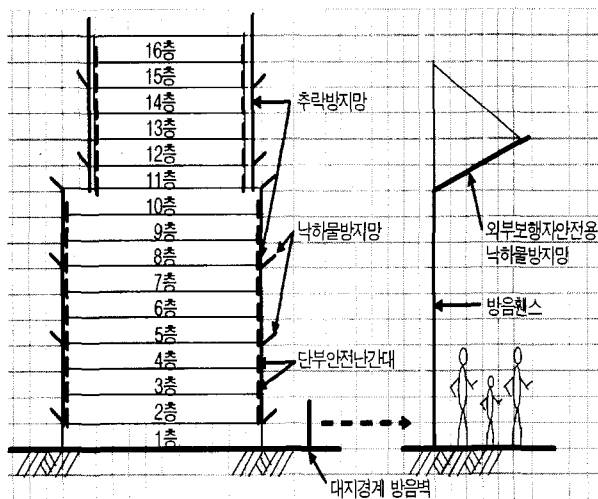 16층
15층
14층
13층
12층
11층
10층
9층
8층
7층
6층
5층
4층
3층
2층
1층
추락방지망
낙하물방지망
단부안전난간대
대지경계 방음벽
외부보행자안전용
낙하물방지망
방음휀스